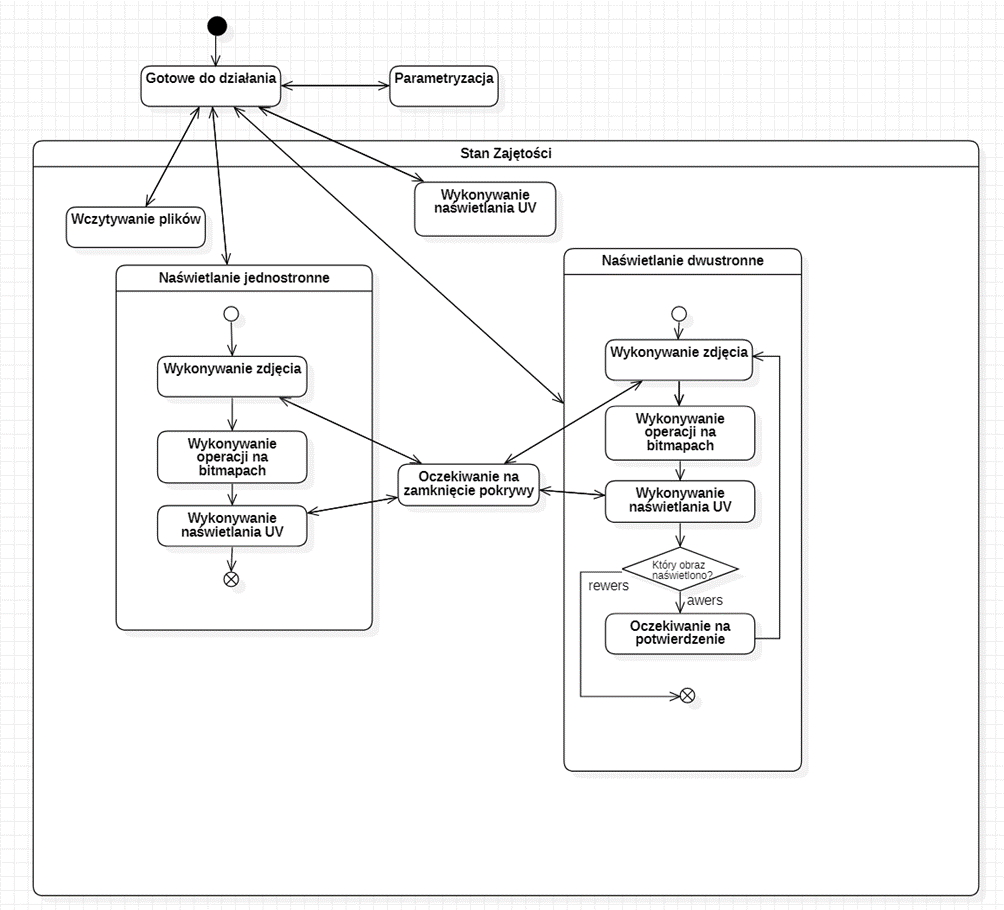 Gotowe do działania
Parametryzacja
Stan Zajętości
Wykonywanie
naświetlania UV
Wczytywanie plików
Naświetlanie jednostronne
Wykonywanie zdjęcia
Wykonywanie
operacji na
bitmapach
Wykonywanie
naświetlania UV
Oczekiwanie na
zamknięcie pokrywy
Naświetlanie dwustronne
Wykonywanie zdjęcia
Wykonywanie
operacji na
bitmapach
Wykonywanie
naświetlania UV
Który obraz
naświetlono?
rewers
awers
Oczekiwanie na
potwierdzenie